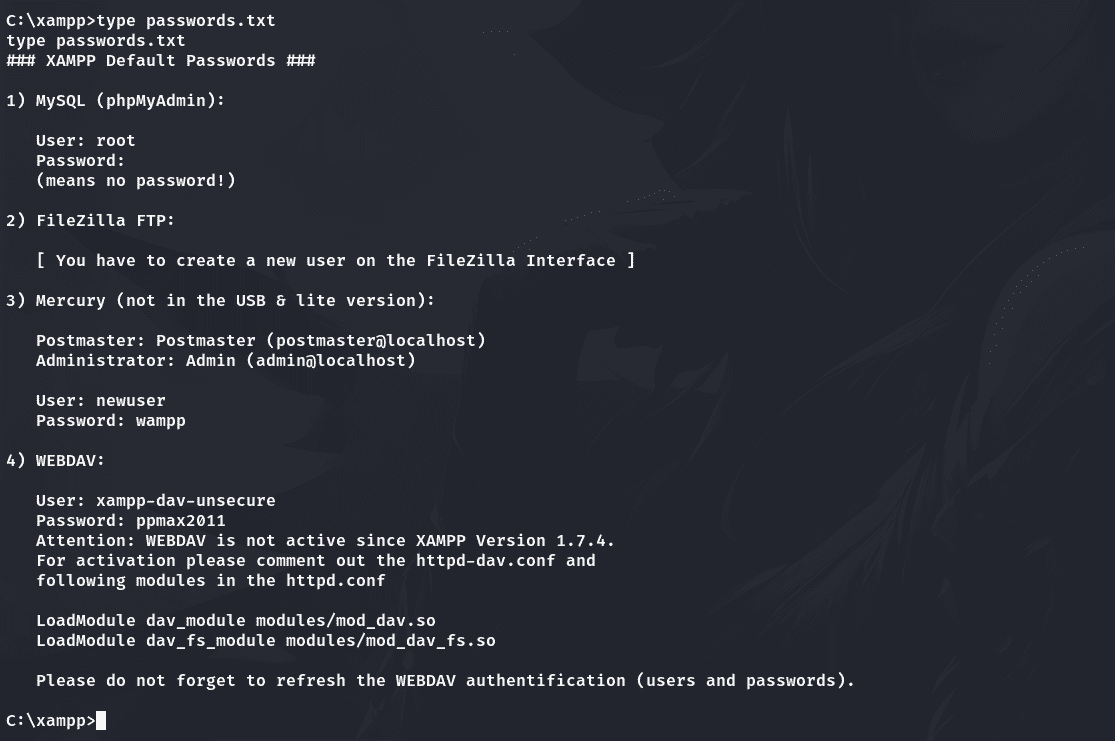 C:\xampp>type passwords.txt
type passwords.txt
### XAMPP Default Passwords ###
1) MySQL (phpMyAdmin):
User: root
Password:
(means no password!)
2) FileZilla FTP:
[ You have to create a new user on the FileZilla Interface ]
3) Mercury (not in the USB & lite version):
Postmaster: Postmaster (postmaster@localhost)
Administrator: Admin (admin@localhost)
User: newuser
Password: wampp
4) WEBDAV:
User: xampp-dav-unsecure
Password: ppmax2011
Attention: WEBDAV is not active since XAMPP Version 1.7.4.
For activation please comment out the httpd-dav.conf and
following modules in the httpd.conf
LoadModule dav_module modules/mod_dav.so
LoadModule dav_fs_module modules/mod_dav_fs.so
Please do not forget to refresh the WEBDAV authentification (users and passwords).
C:\xampp>